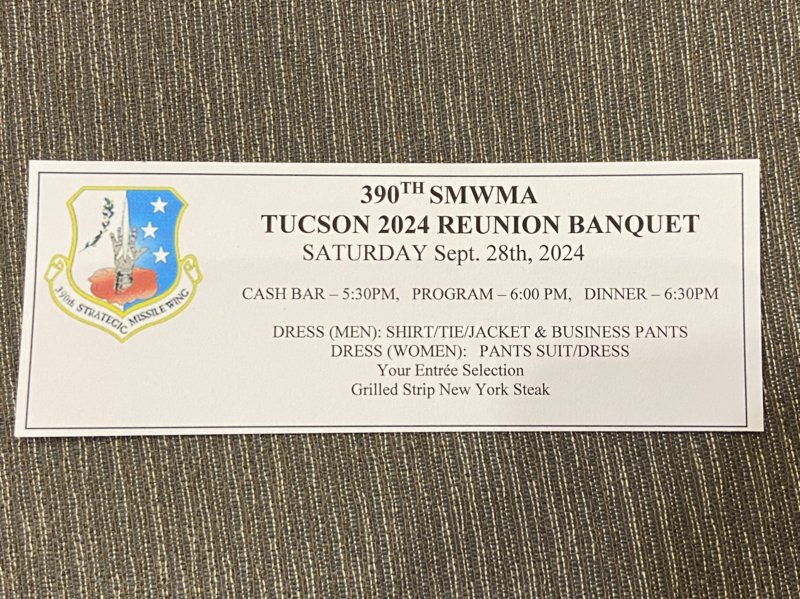 390TH SMWMA
TUCSON 2024 REUNION BANQUET
SATURDAY Sept. 28th, 2024
CASH BAR – 5:30PM, PROGRAM – 6:00 PM, DINNER – 6:30PM
DRESS (MEN): SHIRT/TIE/JACKET & BUSINESS PANTS
DRESS (WOMEN): PANTS SUIT/DRESS
Your Entrée Selection
Grilled Strip New York Steak
390th STRATEGIC MISSILE WING